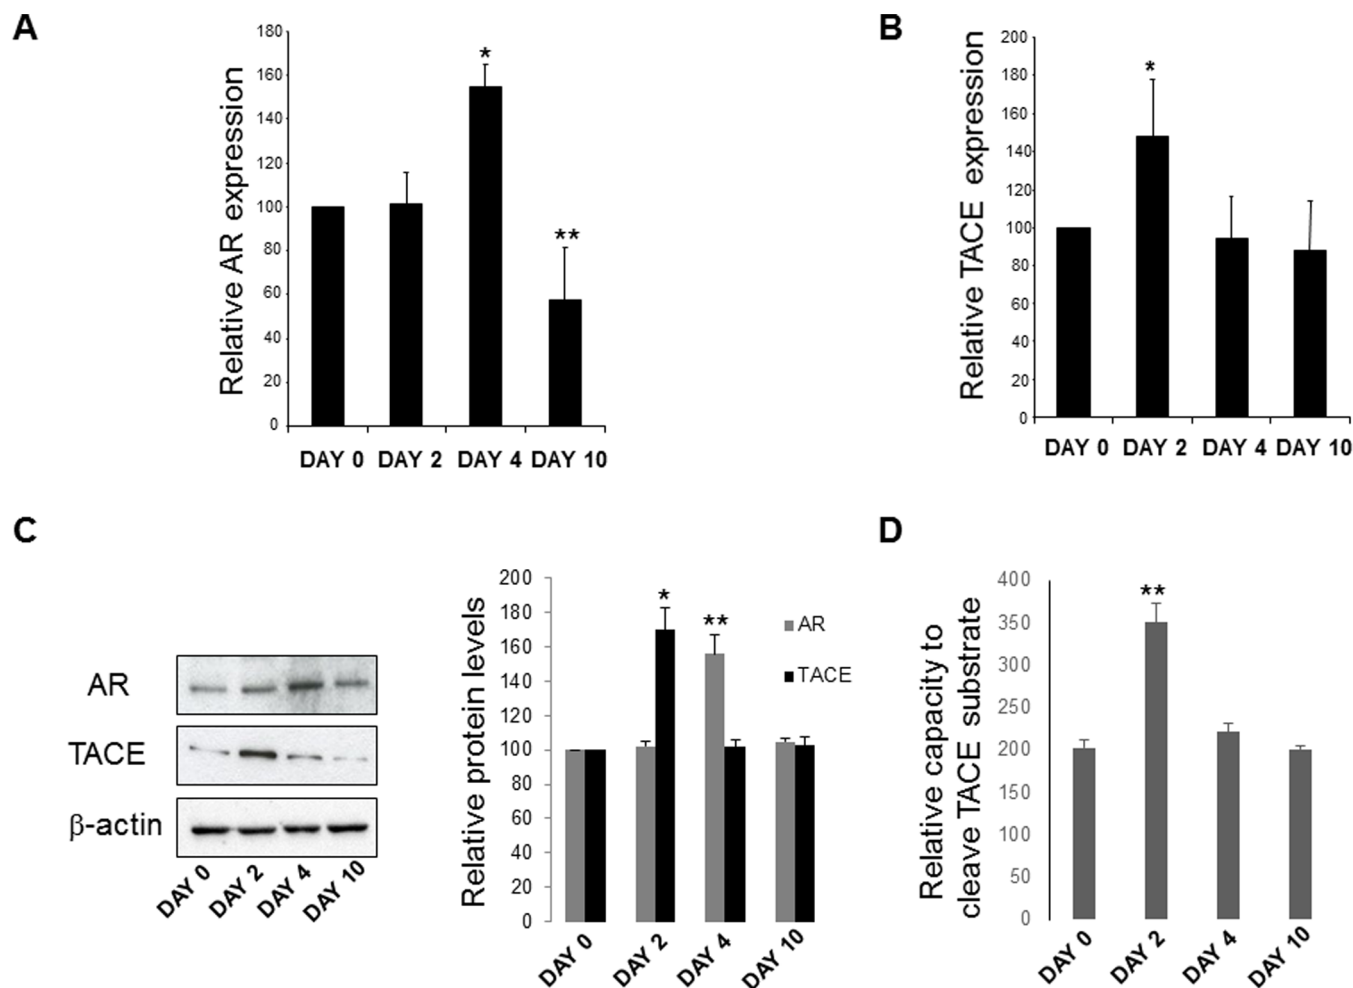 A
Relative AR expression
180
160
140
120
100
80
60
40
20
0
*
**
DAY 0 DAY 2 DAY 4 DAY 10
B
Relative TACE expression
200
180
160
140
120
100
80
60
40
20
0
*
DAY 0 DAY 2 DAY 4 DAY 10
C
AR
TACE
β-actin
DAY 0 DAY 2 DAY 4 DAY 10
Relative protein levels
200
180
160
140
120
100
80
60
40
20
0
*
**
AR
TACE
DAY 0 DAY 2 DAY 4 DAY 10
D
Relative capacity to
cleave TACE substrate
400
350
300
250
200
150
100
50
0
**
DAY 0 DAY 2 DAY 4 DAY 10